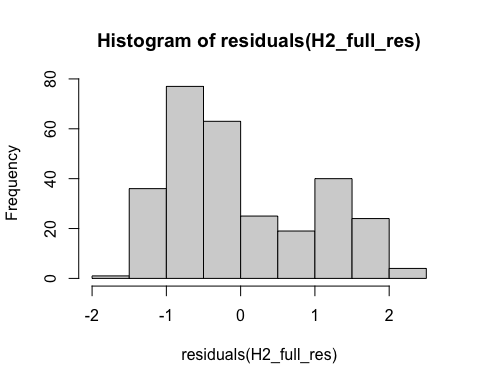 Histogram of residuals(H2_full_res)
Frequency
80
60
40
20
0
-2 -1 0 1 2
residuals(H2_full_res)